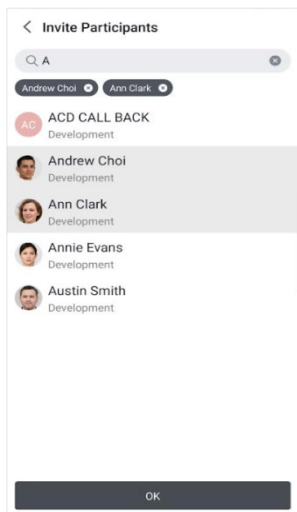 Invite Participants
A
Andrew Choi Ann Clark
AC
ACD CALL BACK
Development
Andrew Choi
Development
Ann Clark
Development
Annie Evans
Development
Austin Smith
Development
OK